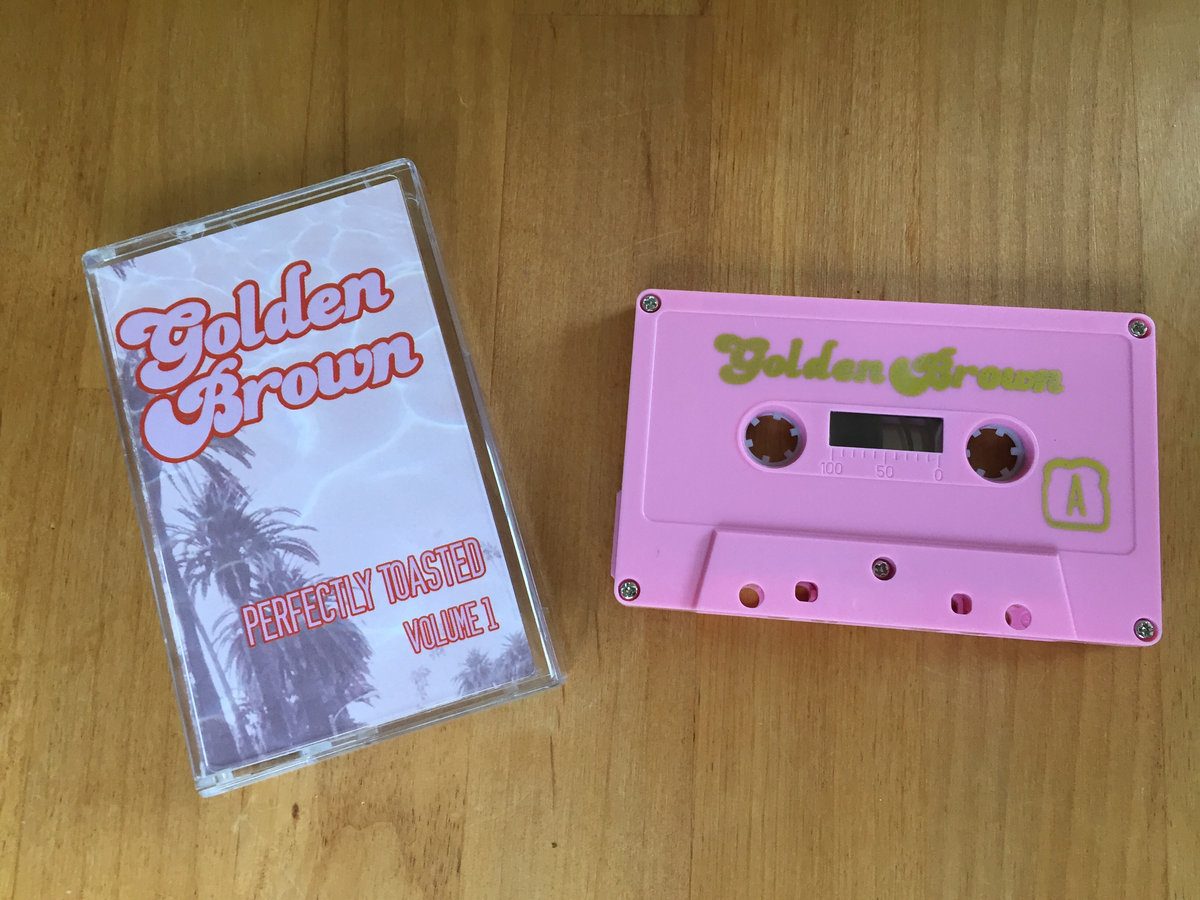 Golden
Brown
PERFECTLY TOASTED
VOLUME 1
Golden Brown
100 50 0
A